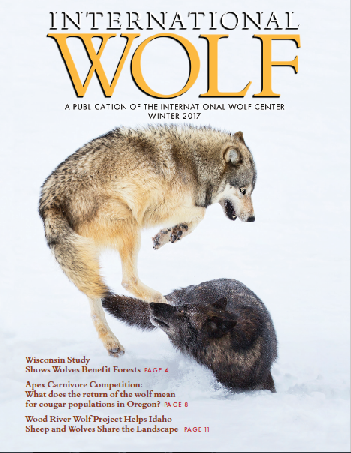 INTERNATIONAL
WOLF
A PUBLICATION OF THE INTERNATIONAL WOLF CENTER
WINTER 2017
Wisconsin Study
Shows Wolves Benefit Forests PAGE 4
Apex Carnivore Competition:
What does the return of the wolf mean
for cougar populations in Oregon? PAGE 8
Wood River Wolf Project Helps Idaho
Sheep and Wolves Share the Landscape PAGE 11